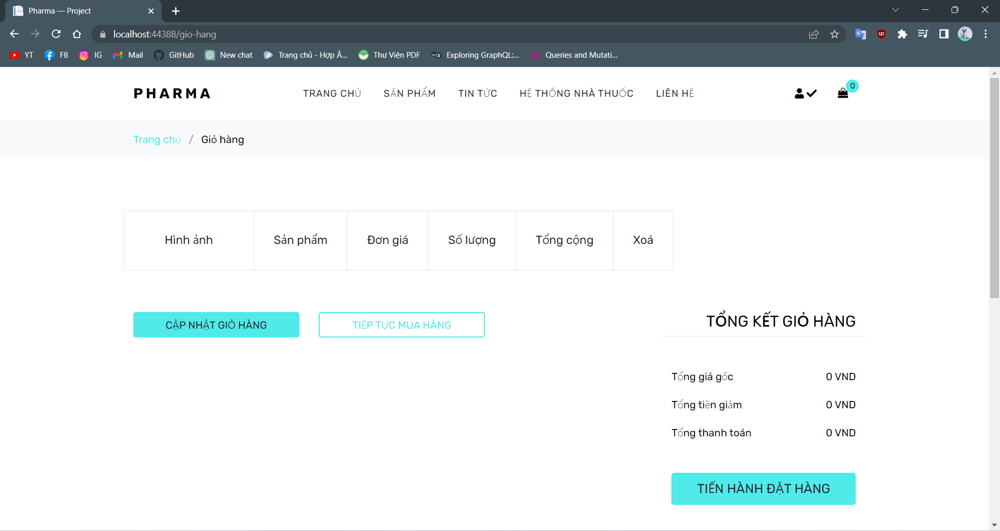 Pharma — Project
localhost:44388/gio-hang
YT FB IG Mail GitHub New chat Trang chủ - Hợp Â... Thư Viện PDF edX Exploring GraphQL:... Queries and Mutati...
PHARMA TRANG CHỦ SẢN PHẨM TIN TỨC HỆ THỐNG NHÀ THUỐC LIÊN HỆ 0
Trang chủ / Giỏ hàng
Hình ảnh Sản phẩm Đơn giá Số lượng Tổng cộng Xoá
CẬP NHẬT GIỎ HÀNG TIẾP TỤC MUA HÀNG
TỔNG KẾT GIỎ HÀNG
Tổng giá gốc 0 VND
Tổng tiền giảm 0 VND
Tổng thanh toán 0 VND
TIẾN HÀNH ĐẶT HÀNG